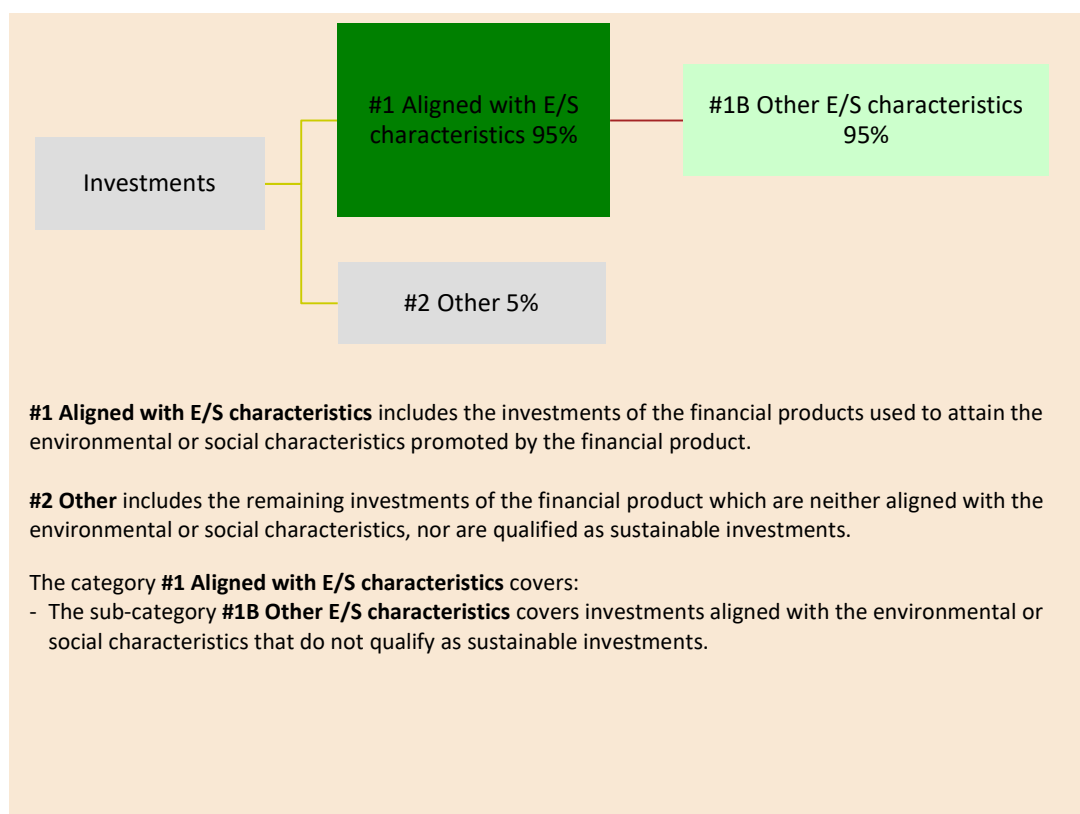 #1 Aligned with E/S
characteristics 95%
#1B Other E/S characteristics
95%
Investments
#2 Other 5%
#1 Aligned with E/S characteristics includes the investments of the financial products used to attain the
environmental or social characteristics promoted by the financial product.
#2 Other includes the remaining investments of the financial product which are neither aligned with the
environmental or social characteristics, nor are qualified as sustainable investments.
The category #1 Aligned with E/S characteristics covers:
- The sub-category #1B Other E/S characteristics covers investments aligned with the environmental or
social characteristics that do not qualify as sustainable investments.